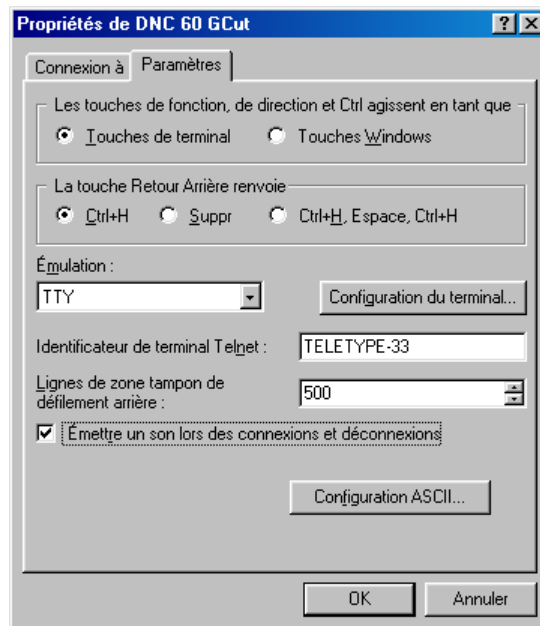 Propriétés de DNC 60 GCut
Connexion à Paramètres
Les touches de fonction, de direction et Ctrl agissent en tant que
Touches de terminal Touches Windows
La touche Retour Arrière renvoie
Ctrl+H Suppr Ctrl+H, Espace, Ctrl+H
Émulation :
TTY Configuration du terminal...
Identificateur de terminal Telnet : TELETYPE-33
Lignes de zone tampon de
défilement arrière : 500
Émettre un son lors des connexions et déconnexions
Configuration ASCII...
OK Annuler